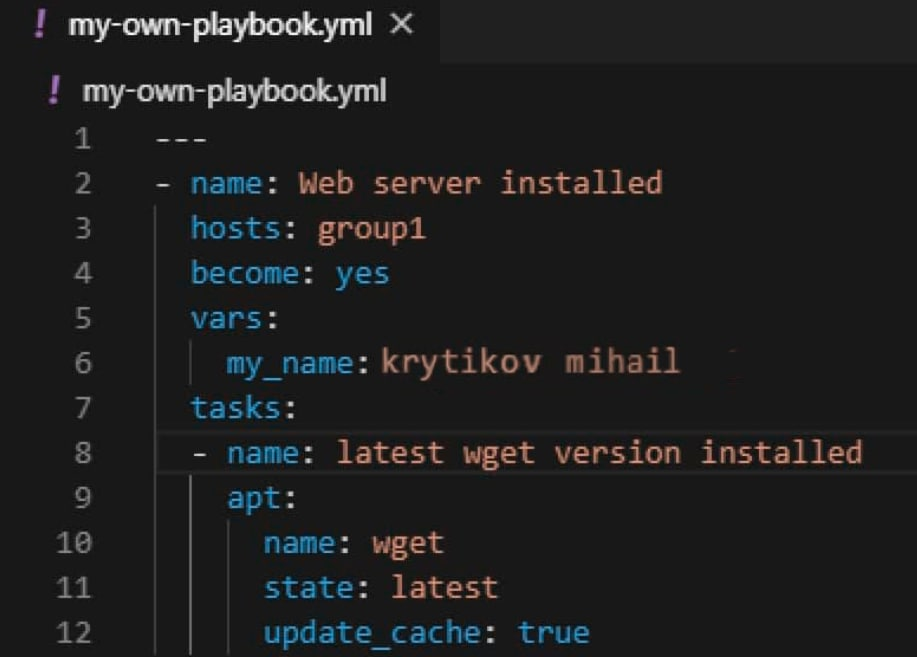 ! my-own-playbook.yml ×
! my-own-playbook.yml
1 ---
2 - name: Web server installed
3 hosts: group1
4 become: yes
5 vars:
6 my_name: krytikov mihail
7 tasks:
8 - name: latest wget version installed
9 apt:
10 name: wget
11 state: latest
12 update_cache: true